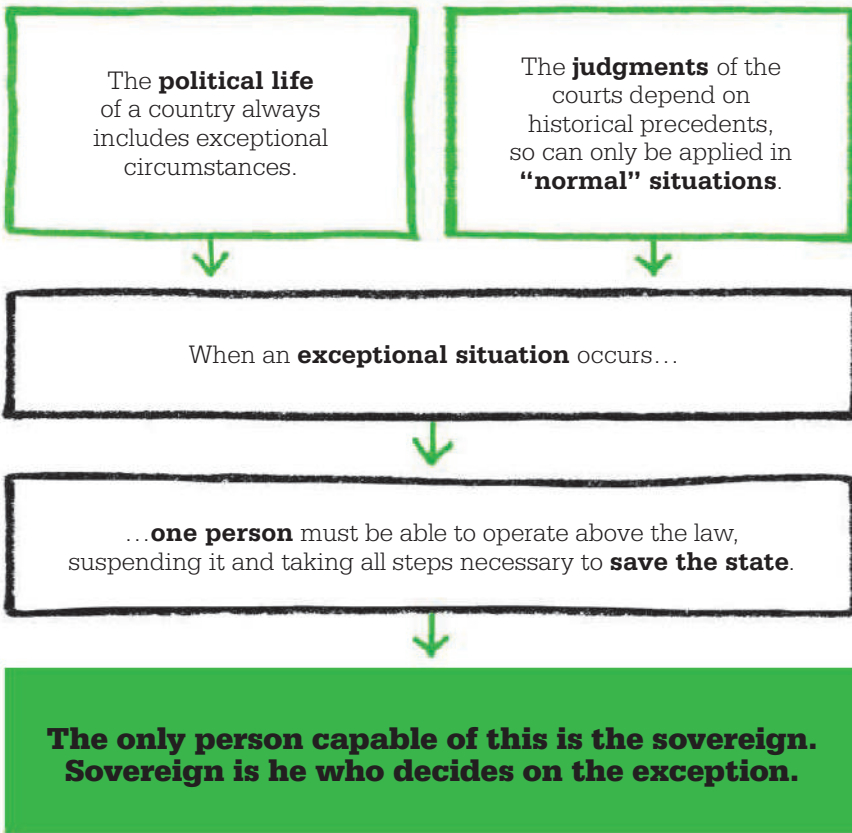 The political life
of a country always
includes exceptional
circumstances.
The judgments of the
courts depend on
historical precedents,
so can only be applied in
“normal” situations.
When an exceptional situation occurs…
…one person must be able to operate above the law,
suspending it and taking all steps necessary to save the state.
The only person capable of this is the sovereign.
Sovereign is he who decides on the exception.